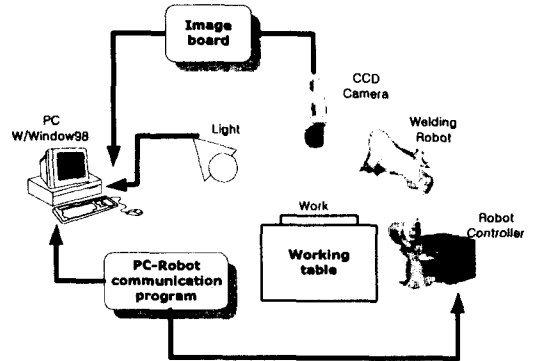 Image
board
CCD
Camera
PC
W/Window98
Light
Welding
Robot
Work
Robot
Controller
Working
table
PC-Robot
communication
program